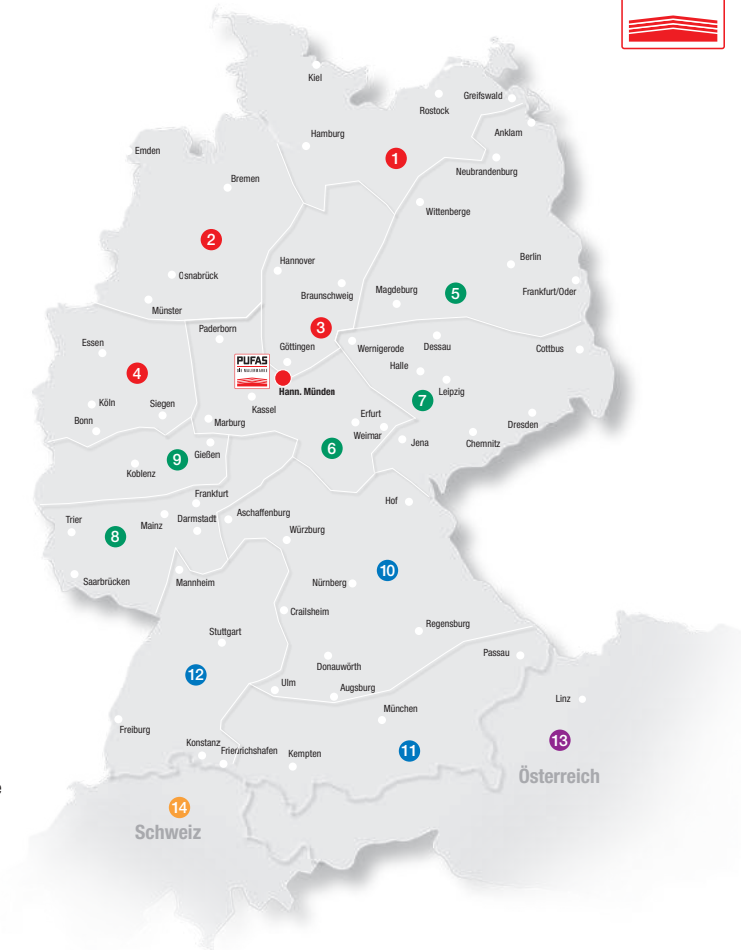 Kiel
Greifswald
Rostock
Anklam
Hamburg
1
Emden
Neubrandenburg
Bremen
Wittenberge
2
Hannover
Berlin
Osnabrück
Braunschweig
Magdeburg
5
Frankfurt/Oder
Münster
Paderborn
3
Essen
Göttingen
Wernigerode
Dessau
Cottbus
PUFAS
4
Halle
Hann. Münden
Leipzig
Köln
Siegen
Kassel
7
Bonn
Marburg
Erfurt
Weimar
Dresden
Jena
Chemnitz
6
9
Gießen
Koblenz
Frankfurt
Hof
Trier
Mainz
Darmstadt
Aschaffenburg
Würzburg
8
10
Saarbrücken
Mannheim
Nürnberg
Crailsheim
Regensburg
Stuttgart
Passau
Donauwörth
12
Ulm
Augsburg
Linz
München
Freiburg
Konstanz
Friedrichshafen
Kempten
11
13
Österreich
e
14
Schweiz